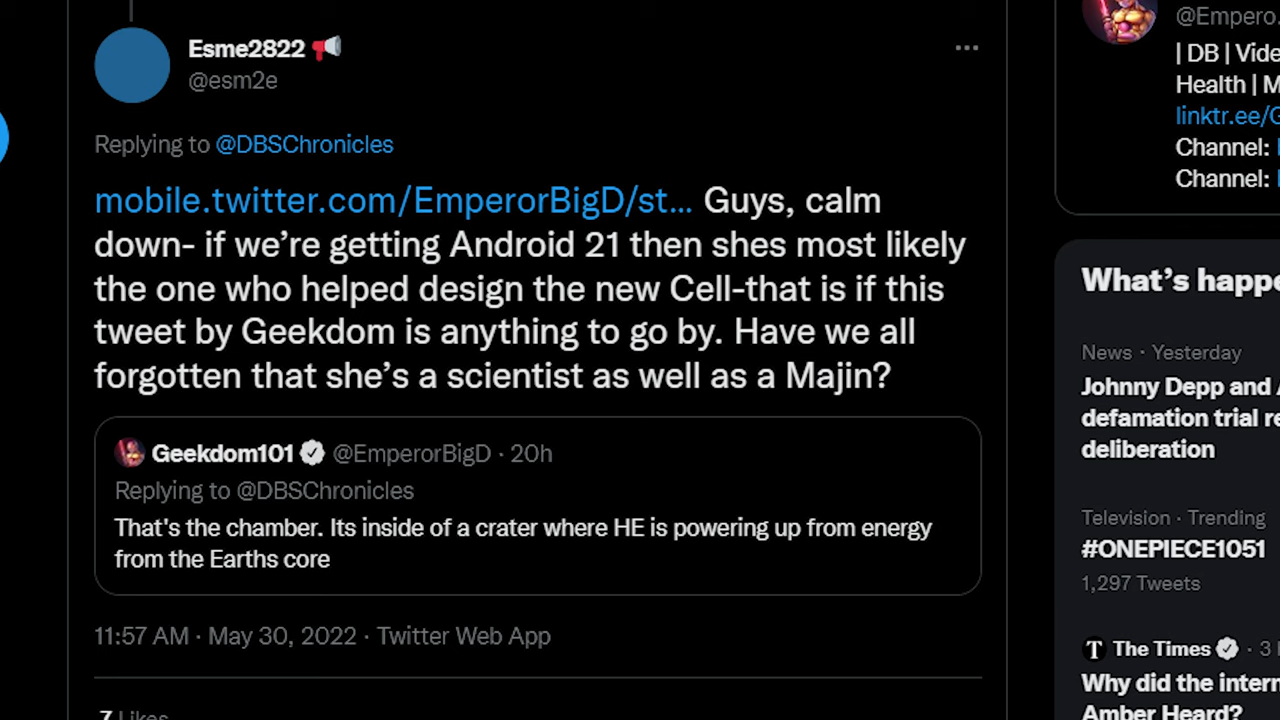 Esme2822
@esm2e
Replying to @DBSChronicles
mobile.twitter.com/EmperorBigD/st... Guys, calm
down- if we're getting Android 21 then shes most likely
the one who helped design the new Cell-that is if this
tweet by Geekdom is anything to go by. Have we all
forgotten that she's a scientist as well as a Majin?
Geekdom101 @EmperorBigD · 20h
Replying to @DBSChronicles
That's the chamber. Its inside of a crater where HE is powering up from energy
from the Earths core
11:57 AM · May 30, 2022 · Twitter Web App
7 Likes
@Empero
| DB | Vide
Health | M
linktr.ee/G
Channel:
Channel:
What's happe
News · Yesterday
Johnny Depp and
defamation trial re
deliberation
Television · Trending
#ONEPIECE1051
1,297 Tweets
The Times · 3
Why did the intern
Amber Heard?